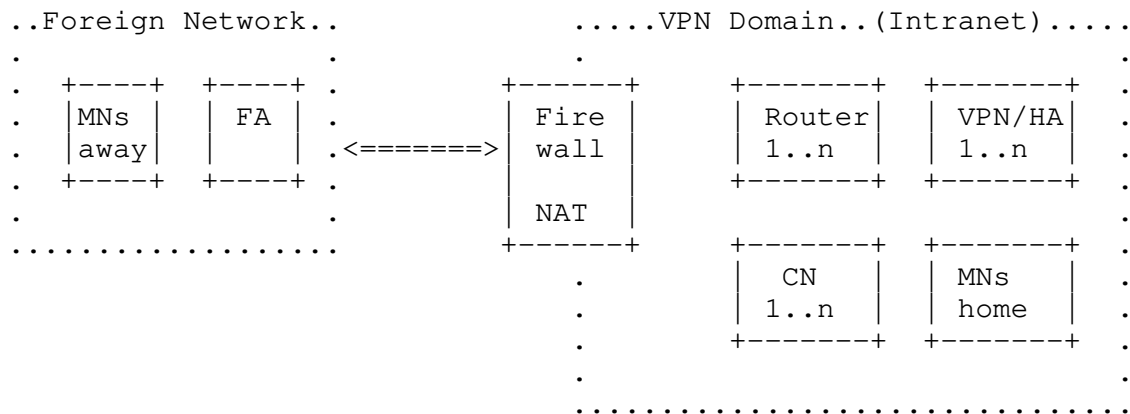 ..Foreign Network.. .....VPN Domain..(Intranet).....
MNs FA Fire Router VPN/HA
away <=======> wall 1..n 1..n
NAT
CN MNs
1..n home